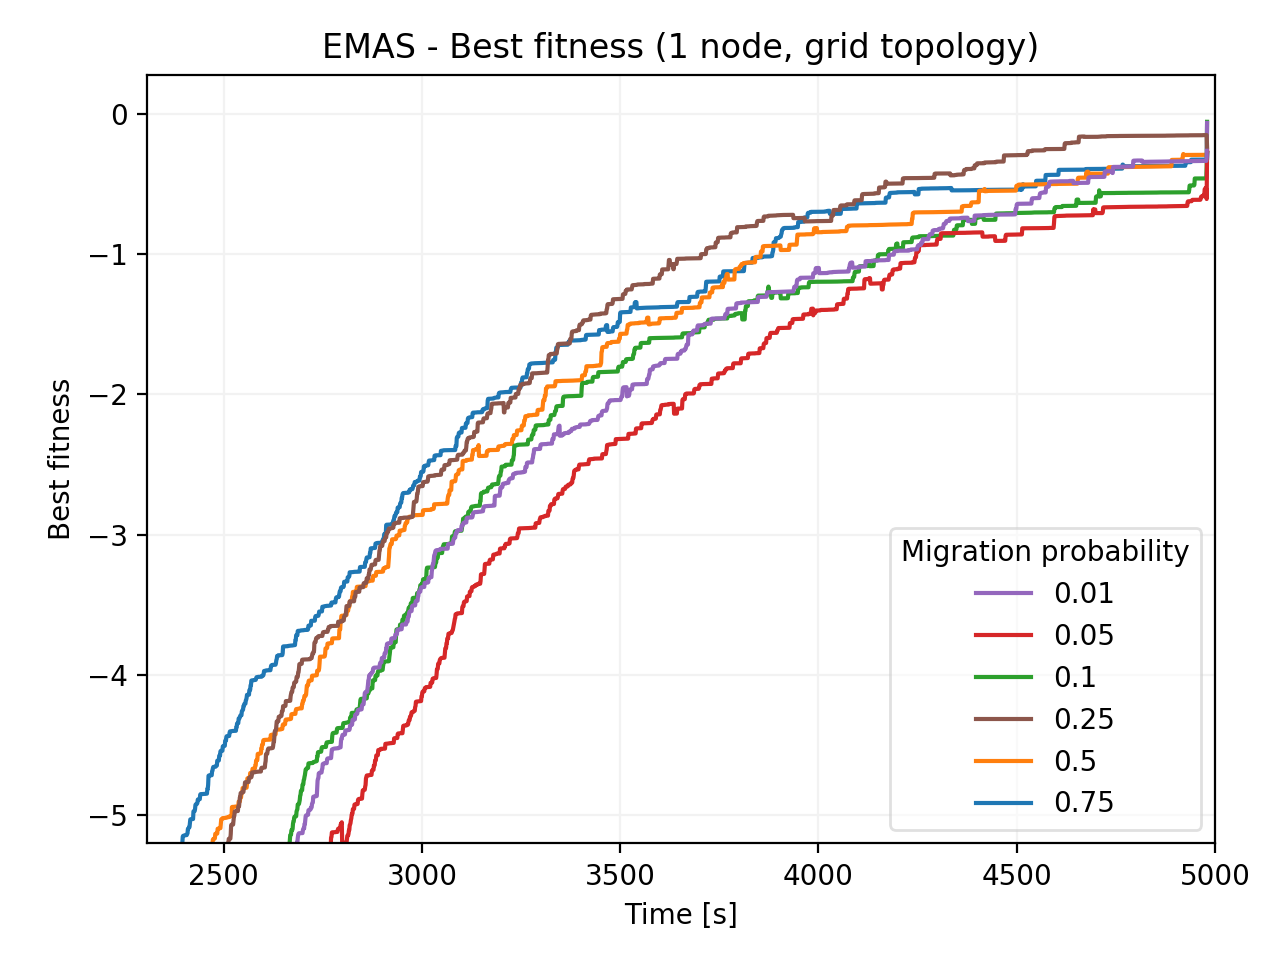 EMAS - Best fitness (1 node, grid topology)
Best fitness
0
−1
−2
−3
−4
−5
Migration probability
0.01
0.05
0.1
0.25
0.5
0.75
2500 3000 3500 4000 4500 5000
Time [s]